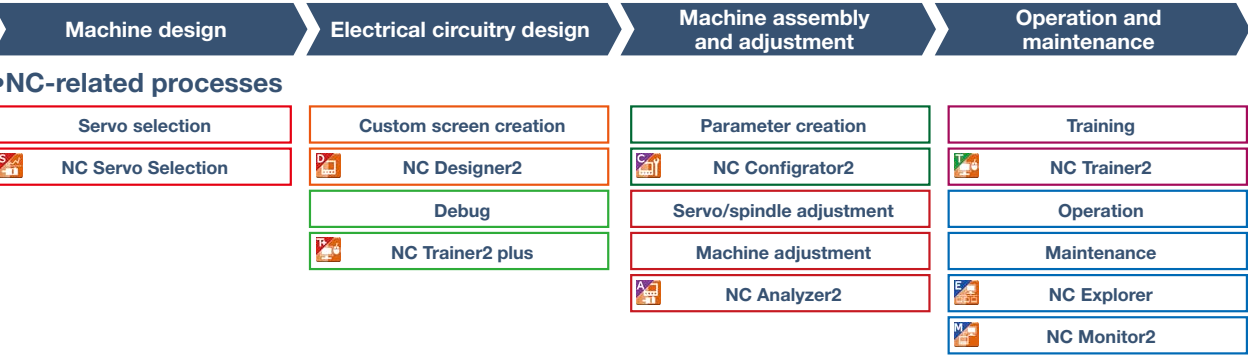 Machine design
Electrical circuitry design
Machine assembly
and adjustment
Operation and
maintenance
•NC-related processes
Servo selection
S
NC Servo Selection
Custom screen creation
D
NC Designer2
Debug
T+
NC Trainer2 plus
Parameter creation
C
NC Configrator2
Servo/spindle adjustment
Machine adjustment
A
NC Analyzer2
Training
T
NC Trainer2
Operation
Maintenance
E
NC Explorer
M
NC Monitor2